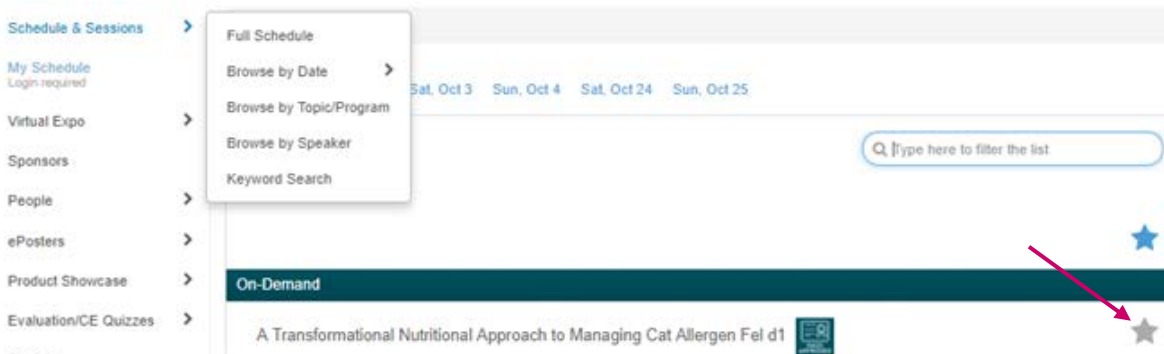 Schedule & Sessions
My Schedule
Login required
Virtual Expo
Sponsors
People
ePosters
Product Showcase
Evaluation/CE Quizzes
Full Schedule
Browse by Date
Browse by Topic/Program
Browse by Speaker
Keyword Search
Sat, Oct 3 Sun, Oct 4 Sat, Oct 24 Sun, Oct 25
Type here to filter the list
On-Demand
A Transformational Nutritional Approach to Managing Cat Allergen Fel d1